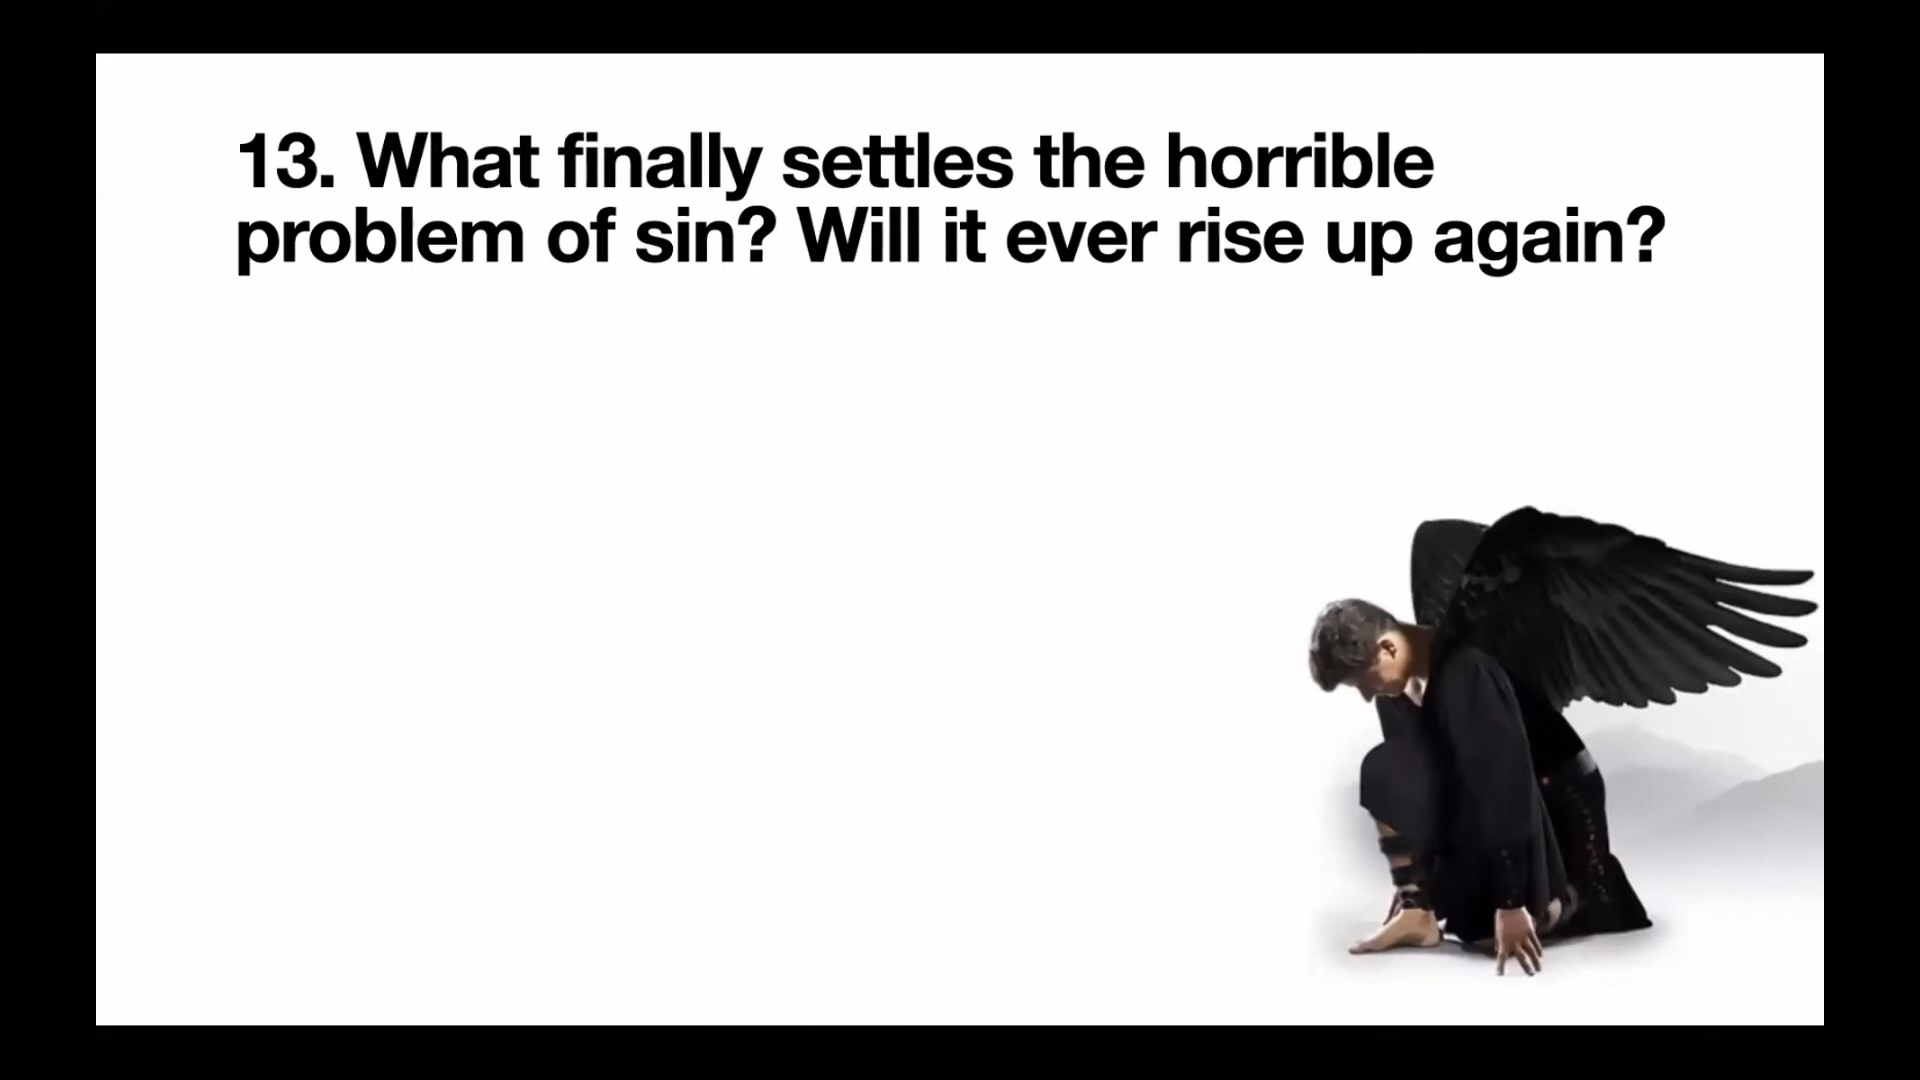 13. What finally settles the horrible
problem of sin? Will it ever rise up again?